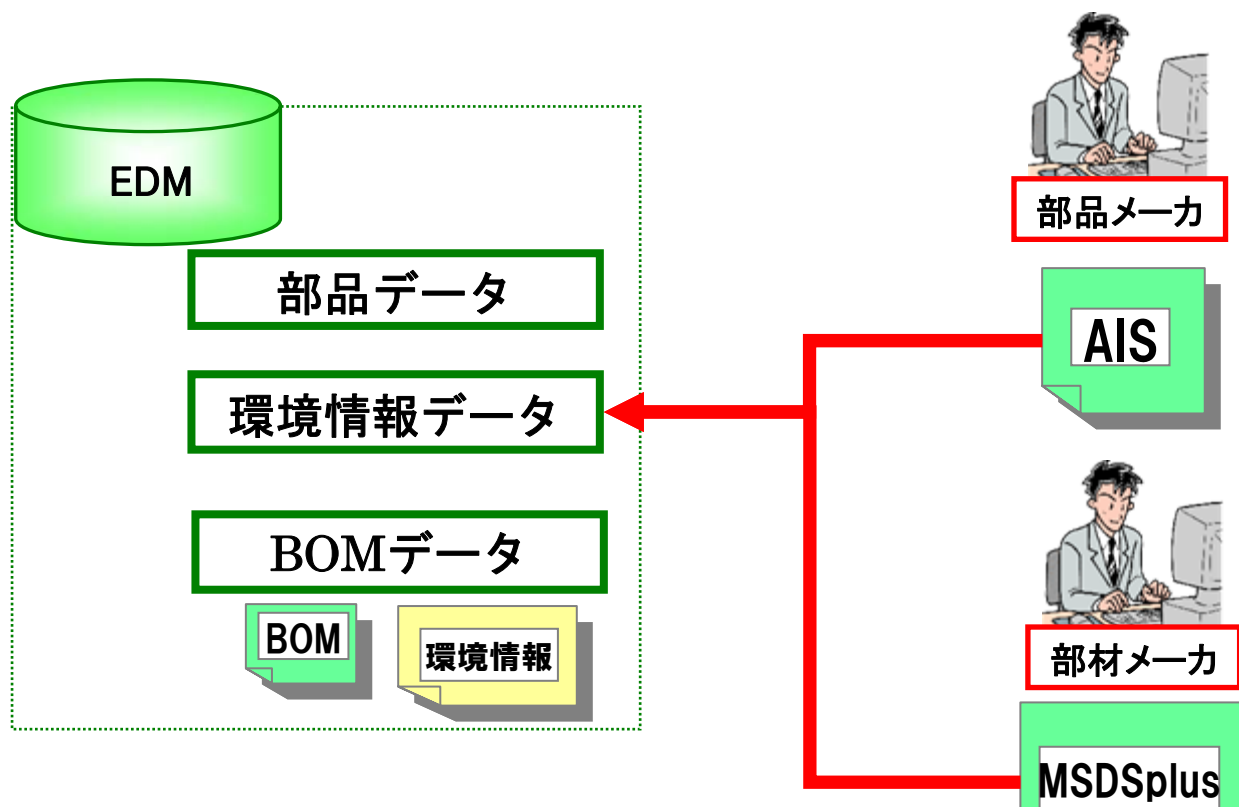 EDM
部品データ
環境情報データ
BOMデータ
BOM
環境情報
部品メーカ
AIS
部材メーカ
MSDSplus